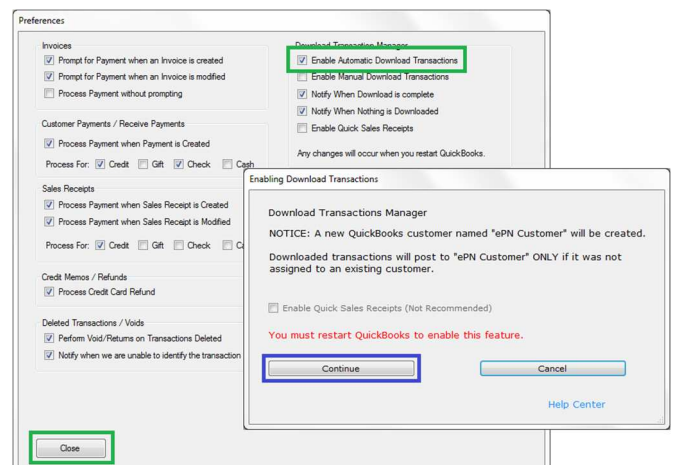 Preferences
Invoices
Prompt for Payment when an Invoice is created
Prompt for Payment when an Invoice is modified
Process Payment without prompting
Customer Payments / Receive Payments
Process Payment when Payment is Created
Process For: Credit Gift Check Cash
Sales Receipts
Process Payment when Sales Receipt is Created
Process Payment when Sales Receipt is Modified
Process For: Credit Gift Check
Credit Memos / Refunds
Process Credit Card Refund
Deleted Transactions / Voids
Perform Void/Returns on Transactions Deleted
Notify when we are unable to identify the transaction
Close
Download Transaction Manager
Enable Automatic Download Transactions
Enable Manual Download Transactions
Notify When Download is complete
Notify When Nothing is Downloaded
Enable Quick Sales Receipts
Any changes will occur when you restart QuickBooks.
Enabling Download Transactions
Download Transactions Manager
NOTICE: A new QuickBooks customer named "ePN Customer" will be created.
Downloaded transactions will post to "ePN Customer" ONLY if it was not
assigned to an existing customer.
Enable Quick Sales Receipts (Not Recommended)
You must restart QuickBooks to enable this feature.
Continue
Cancel
Help Center